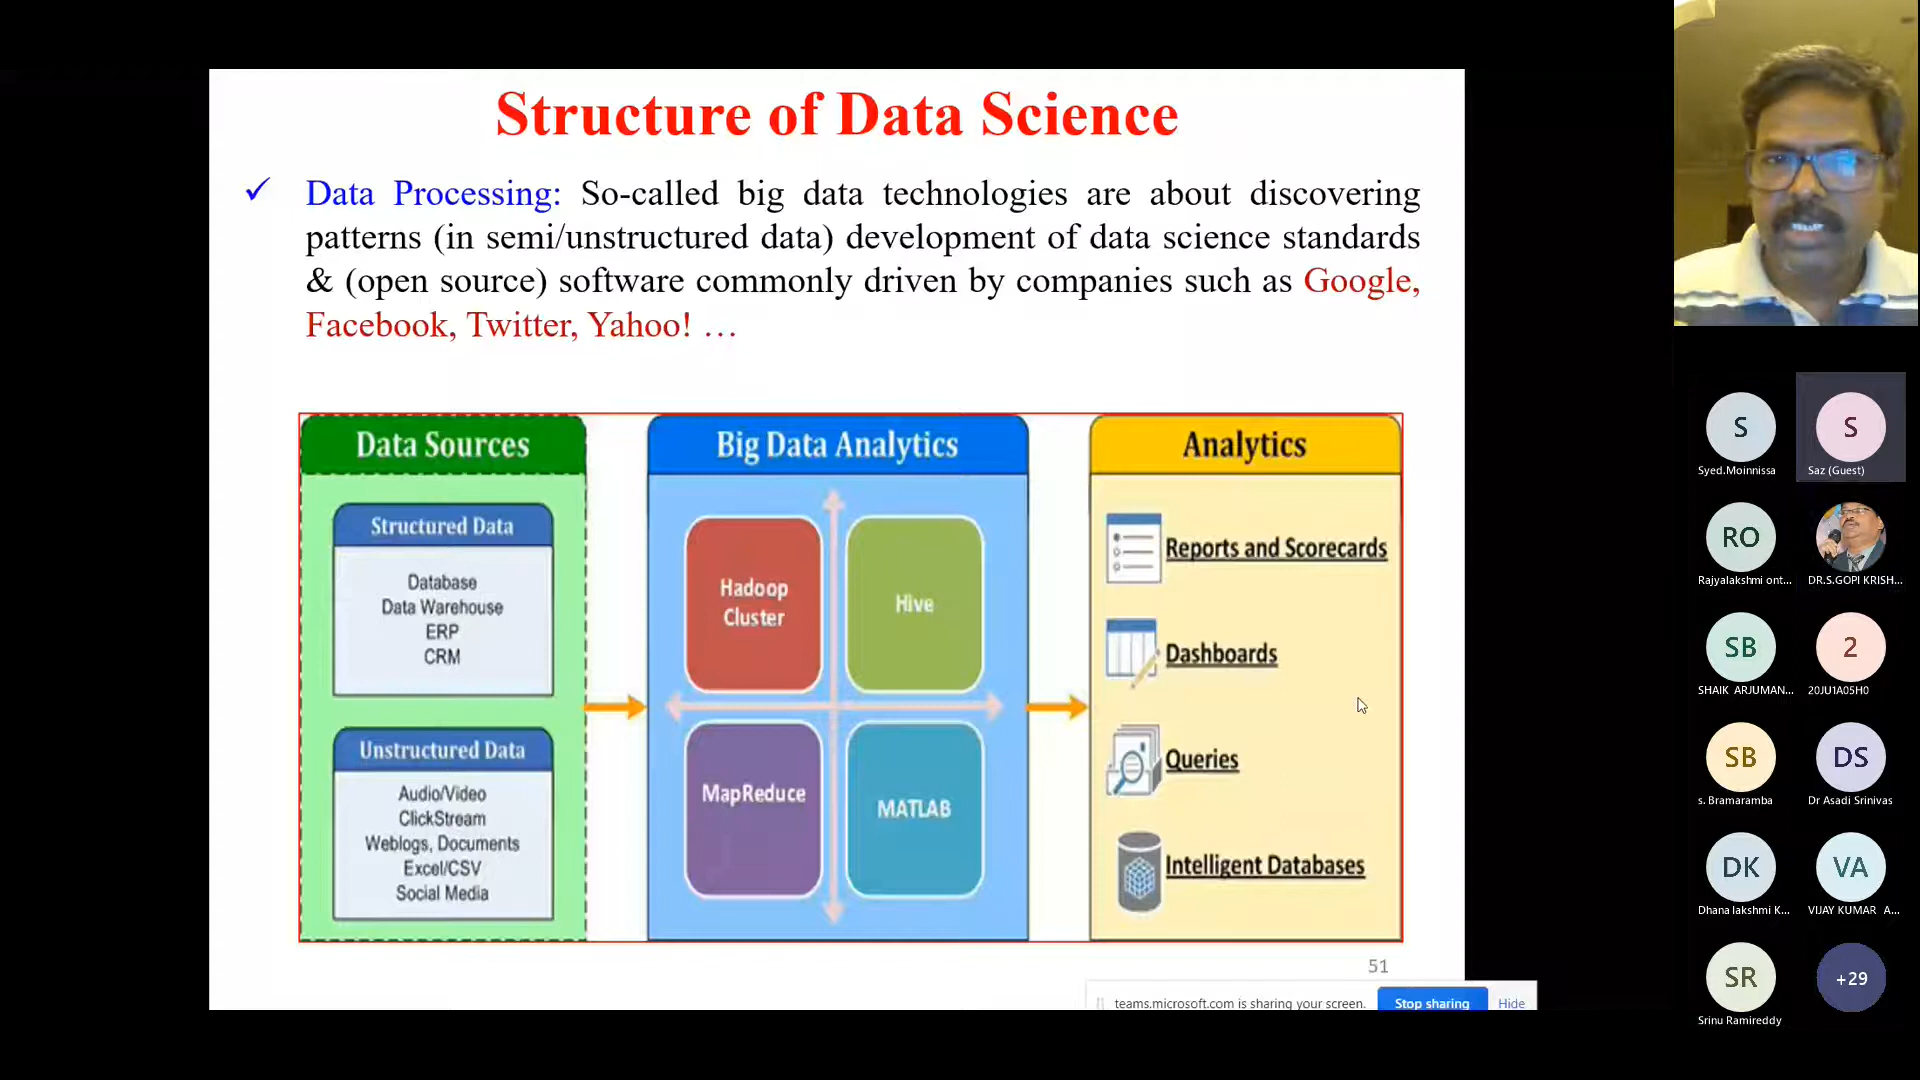 Structure of Data Science
✓ Data Processing: So-called big data technologies are about discovering
patterns (in semi/unstructured data) development of data science standards
& (open source) software commonly driven by companies such as Google,
Facebook, Twitter, Yahoo! …
Data Sources
Structured Data
Database
Data Warehouse
ERP
CRM
Unstructured Data
Audio/Video
ClickStream
Weblogs, Documents
Excel/CSV
Social Media
Big Data Analytics
Hadoop
Cluster
Hive
MapReduce
MATLAB
Analytics
Reports and Scorecards
Dashboards
Queries
Intelligent Databases
51
teams.microsoft.com is sharing your screen.
Stop sharing
Hide
S
Syed.Moinnissa
S
Saz (Guest)
RO
Rajyalakshmi ont...
DR.S.GOPI KRISH...
SB
SHAIK ARJUMAN...
2
20JU1A05H0
SB
s. Bramaramba
DS
Dr Asadi Srinivas
DK
Dhana lakshmi K...
VA
VIJAY KUMAR A...
SR
Srinu Ramireddy
+29